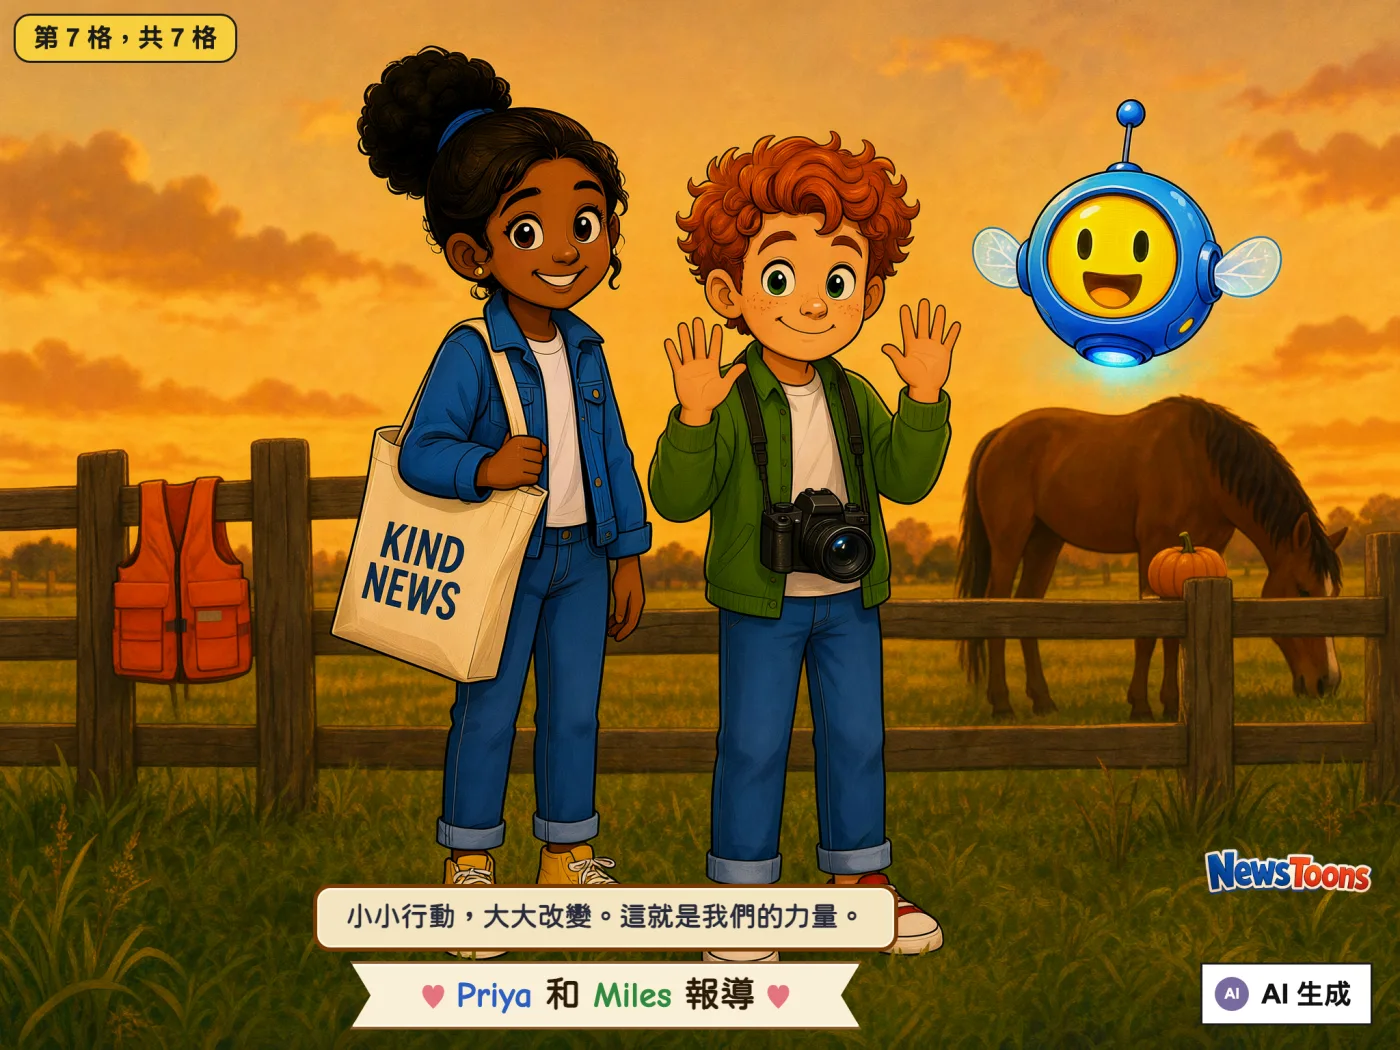 第 7 格，共 7 格
KIND
NEWS
NewsToons
小小行動，大大改變。這就是我們的力量。
Priya 和 Miles 報導
AI AI 生成